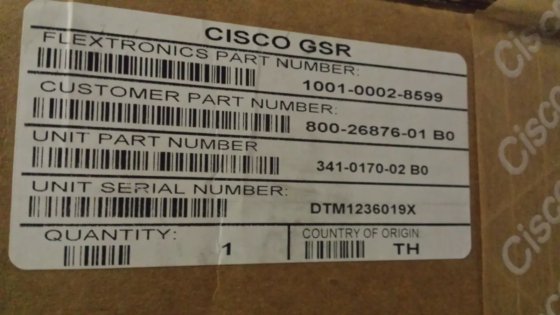 CISCO GSR
FLEXTRONICS PART NUMBER:
1001-0002-8599
CUSTOMER PART NUMBER:
800-26876-01 B0
UNIT PART NUMBER
341-0170-02 B0
UNIT SERIAL NUMBER:
DTM1236019X
QUANTITY:
1
COUNTRY OF ORIGIN
TH
Cisco
Cisco
Cisco
Cisco